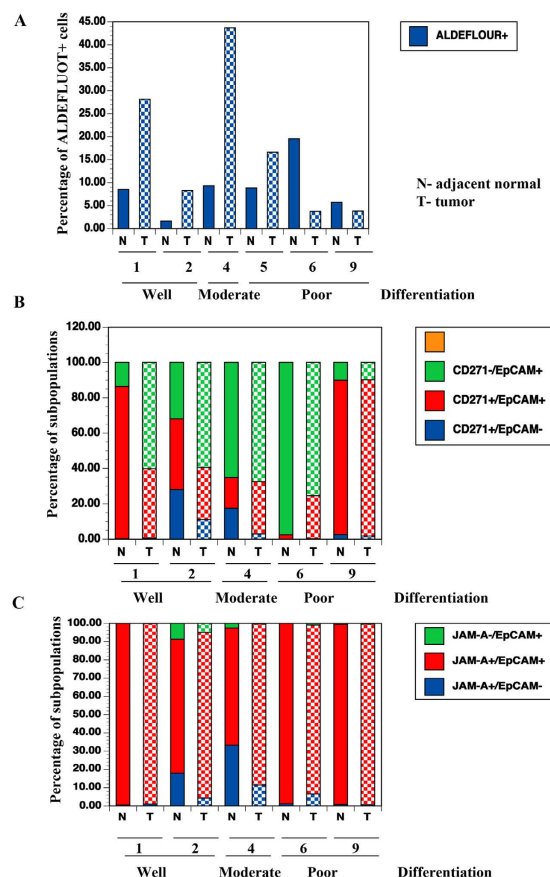 A
Percentage of ALDEFLUOT+ cells
45.00
40.00
35.00
30.00
25.00
20.00
15.00
10.00
5.00
0.00
N T N T N T N T N T N T
1 2 4 5 6 9
Well Moderate Poor Differentiation
ALDEFLOUR+
N- adjacent normal
T- tumor
B
Percentage of subpopulations
120.00
100.00
80.00
60.00
40.00
20.00
0.00
N T N T N T N T N T
1 2 4 6 9
Well Moderate Poor Differentiation
CD271-/EpCAM+
CD271+/EpCAM+
CD271+/EpCAM-
C
Percentage of subpopulations
100.00
90.00
80.00
70.00
60.00
50.00
40.00
30.00
20.00
10.00
0.00
N T N T N T N T N T
1 2 4 6 9
Well Moderate Poor Differentiation
JAM-A-/EpCAM+
JAM-A+/EpCAM+
JAM-A+/EpCAM-